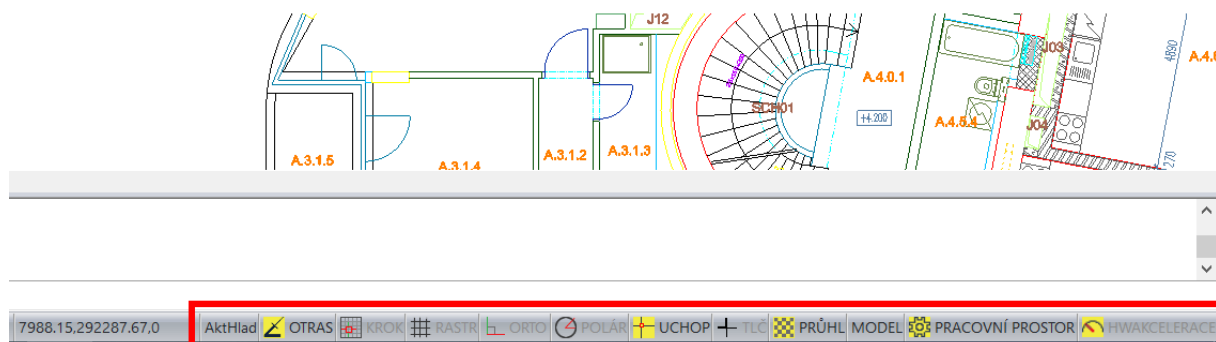 J12
J03
4890
A.4.0.1
SCH01
+4.200
A.4.5.4
J04
A.3.1.5
A.3.1.4
A.3.1.2
A.3.1.3
270
7988.15,292287.67,0 AktHlad OTRAS KROK RASTR ORTO POLÁR UCHOP TLČ PRŮHL MODEL PRACOVNÍ PROSTOR HWAKCELERACE